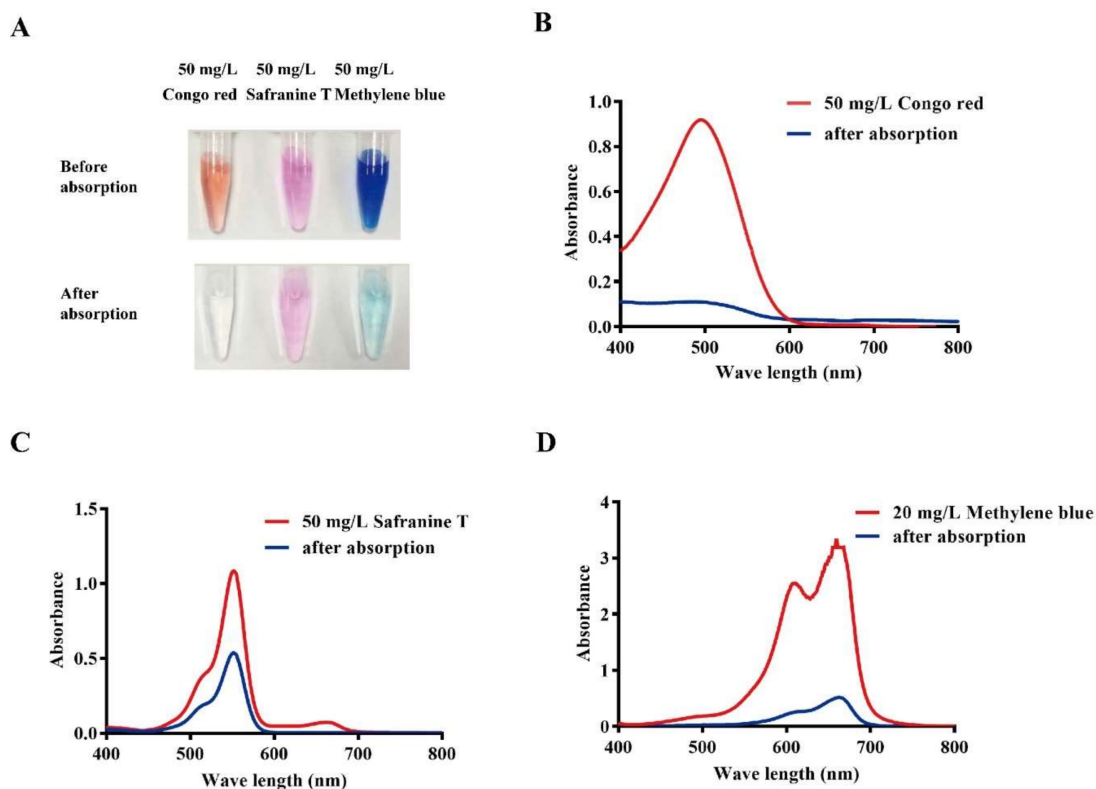 A
50 mg/L 50 mg/L 50 mg/L
Congo red Safranine T Methylene blue
Before
absorption
After
absorption
B
50 mg/L Congo red
after absorption
Absorbance
1.0
0.8
0.6
0.4
0.2
0.0
400 500 600 700 800
Wave length (nm)
C
50 mg/L Safranine T
after absorption
Absorbance
1.5
1.0
0.5
0.0
400 500 600 700 800
Wave length (nm)
D
20 mg/L Methylene blue
after absorption
Absorbance
4
3
2
1
0
400 500 600 700 800
Wave length (nm)